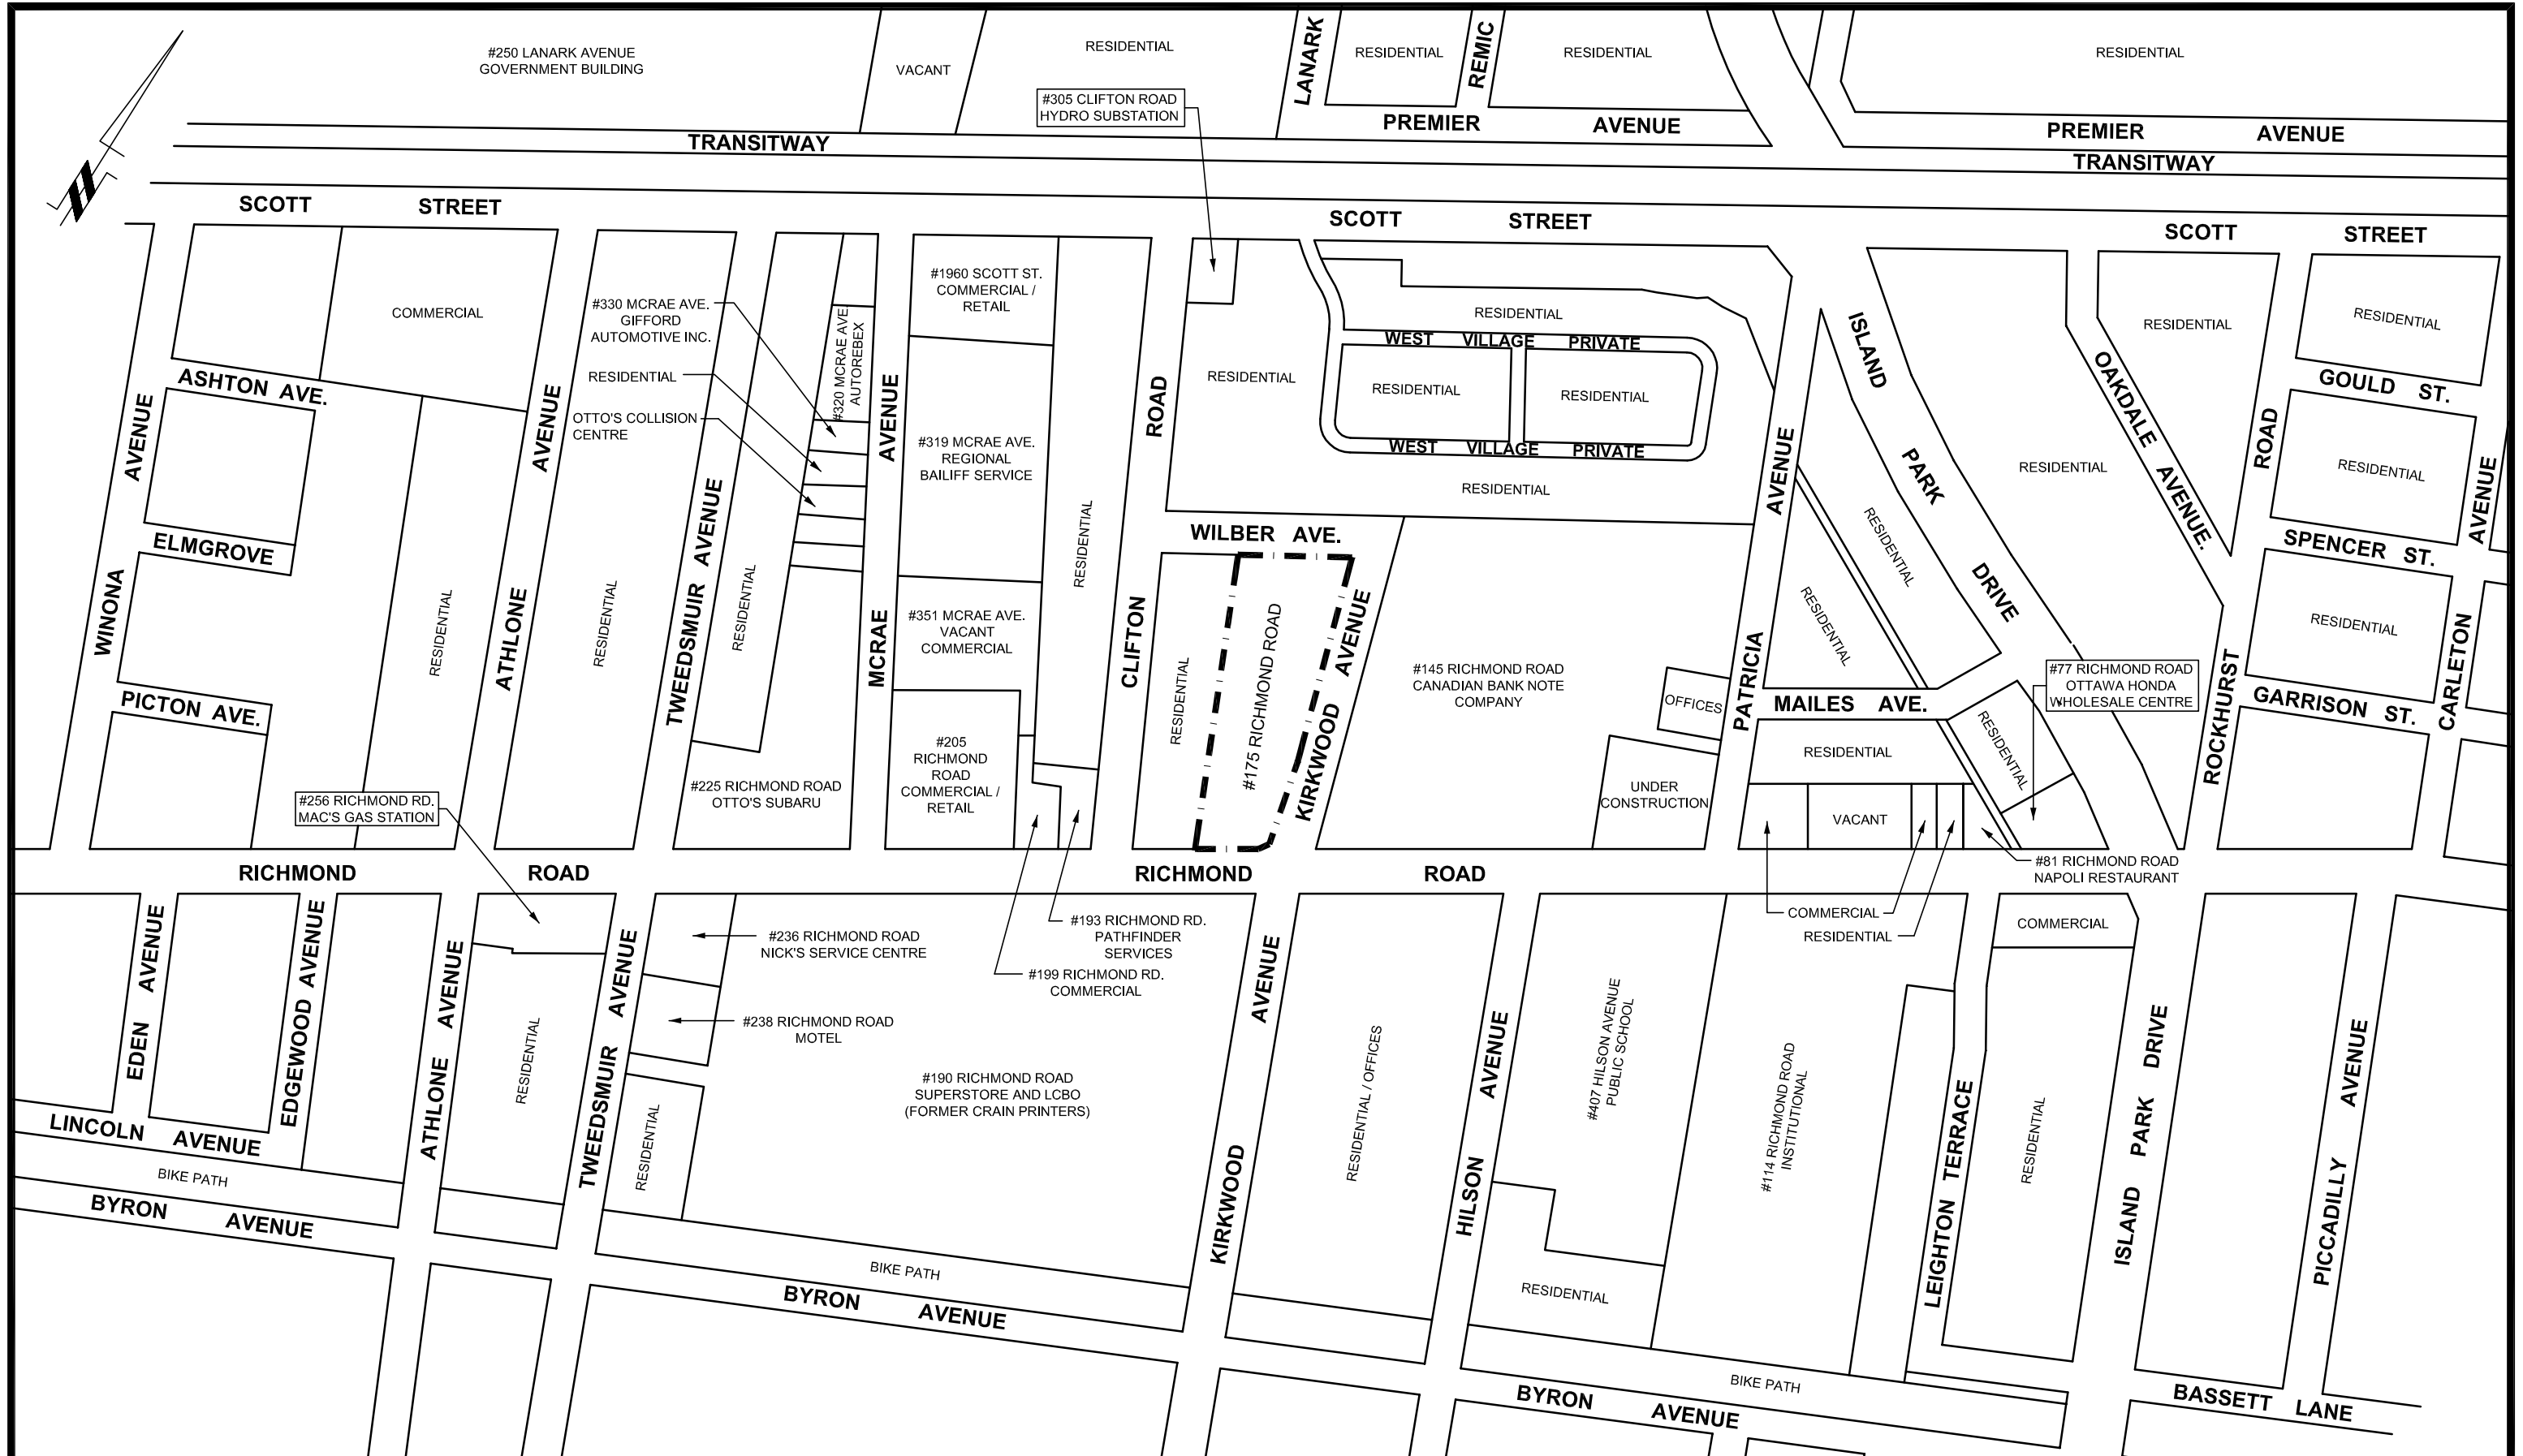 #250 LANARK AVENUE
GOVERNMENT BUILDING
VACANT
RESIDENTIAL
LANARK
RESIDENTIAL
REMIC
RESIDENTIAL
RESIDENTIAL
#305 CLIFTON ROAD
HYDRO SUBSTATION
PREMIER AVENUE
PREMIER AVENUE
TRANSITWAY
TRANSITWAY
SCOTT STREET
SCOTT STREET
SCOTT STREET
COMMERCIAL
#330 MCRAE AVE.
GIFFORD
AUTOMOTIVE INC.
RESIDENTIAL
OTTO'S COLLISION
CENTRE
#320 MCRAE AVE
AUTOREBEX
#1960 SCOTT ST.
COMMERCIAL /
RETAIL
#319 MCRAE AVE.
REGIONAL
BAILIFF SERVICE
#351 MCRAE AVE.
VACANT
COMMERCIAL
#205
RICHMOND
ROAD
COMMERCIAL /
RETAIL
RESIDENTIAL
CLIFTON ROAD
RESIDENTIAL
RESIDENTIAL
WEST VILLAGE PRIVATE
RESIDENTIAL
RESIDENTIAL
WEST VILLAGE PRIVATE
RESIDENTIAL
WILBER AVE.
RESIDENTIAL
#175 RICHMOND ROAD
KIRKWOOD AVENUE
#145 RICHMOND ROAD
CANADIAN BANK NOTE
COMPANY
OFFICES
UNDER
CONSTRUCTION
PATRICIA AVENUE
ISLAND PARK DRIVE
RESIDENTIAL
RESIDENTIAL
RESIDENTIAL
OAKDALE AVENUE.
RESIDENTIAL
ROCKHURST ROAD
RESIDENTIAL
GOULD ST.
RESIDENTIAL
SPENCER ST.
RESIDENTIAL
GARRISON ST.
CARLETON AVENUE
MAILES AVE.
RESIDENTIAL
RESIDENTIAL
VACANT
#77 RICHMOND ROAD
OTTAWA HONDA
WHOLESALE CENTRE
#81 RICHMOND ROAD
NAPOLI RESTAURANT
COMMERCIAL
RESIDENTIAL
WINONA AVENUE
ASHTON AVE.
ELMGROVE
PICTON AVE.
RESIDENTIAL
ATHLONE AVENUE
RESIDENTIAL
TWEEDSMUIR AVENUE
RESIDENTIAL
#225 RICHMOND ROAD
OTTO'S SUBARU
MCRAE AVENUE
#256 RICHMOND RD.
MAC'S GAS STATION
RICHMOND ROAD
RICHMOND ROAD
#193 RICHMOND RD.
PATHFINDER
SERVICES
#199 RICHMOND RD.
COMMERCIAL
#236 RICHMOND ROAD
NICK'S SERVICE CENTRE
#238 RICHMOND ROAD
MOTEL
#190 RICHMOND ROAD
SUPERSTORE AND LCBO
(FORMER CRAIN PRINTERS)
EDEN AVENUE
EDGEWOOD AVENUE
ATHLONE AVENUE
RESIDENTIAL
TWEEDSMUIR AVENUE
RESIDENTIAL
KIRKWOOD AVENUE
RESIDENTIAL / OFFICES
HILSON AVENUE
#407 HILSON AVENUE
PUBLIC SCHOOL
RESIDENTIAL
#114 RICHMOND ROAD
INSTITUTIONAL
LEIGHTON TERRACE
COMMERCIAL
RESIDENTIAL
ISLAND PARK DRIVE
PICCADILLY AVENUE
LINCOLN AVENUE
BIKE PATH
BYRON AVENUE
BIKE PATH
BYRON AVENUE
BIKE PATH
BYRON AVENUE
BASSETT LANE